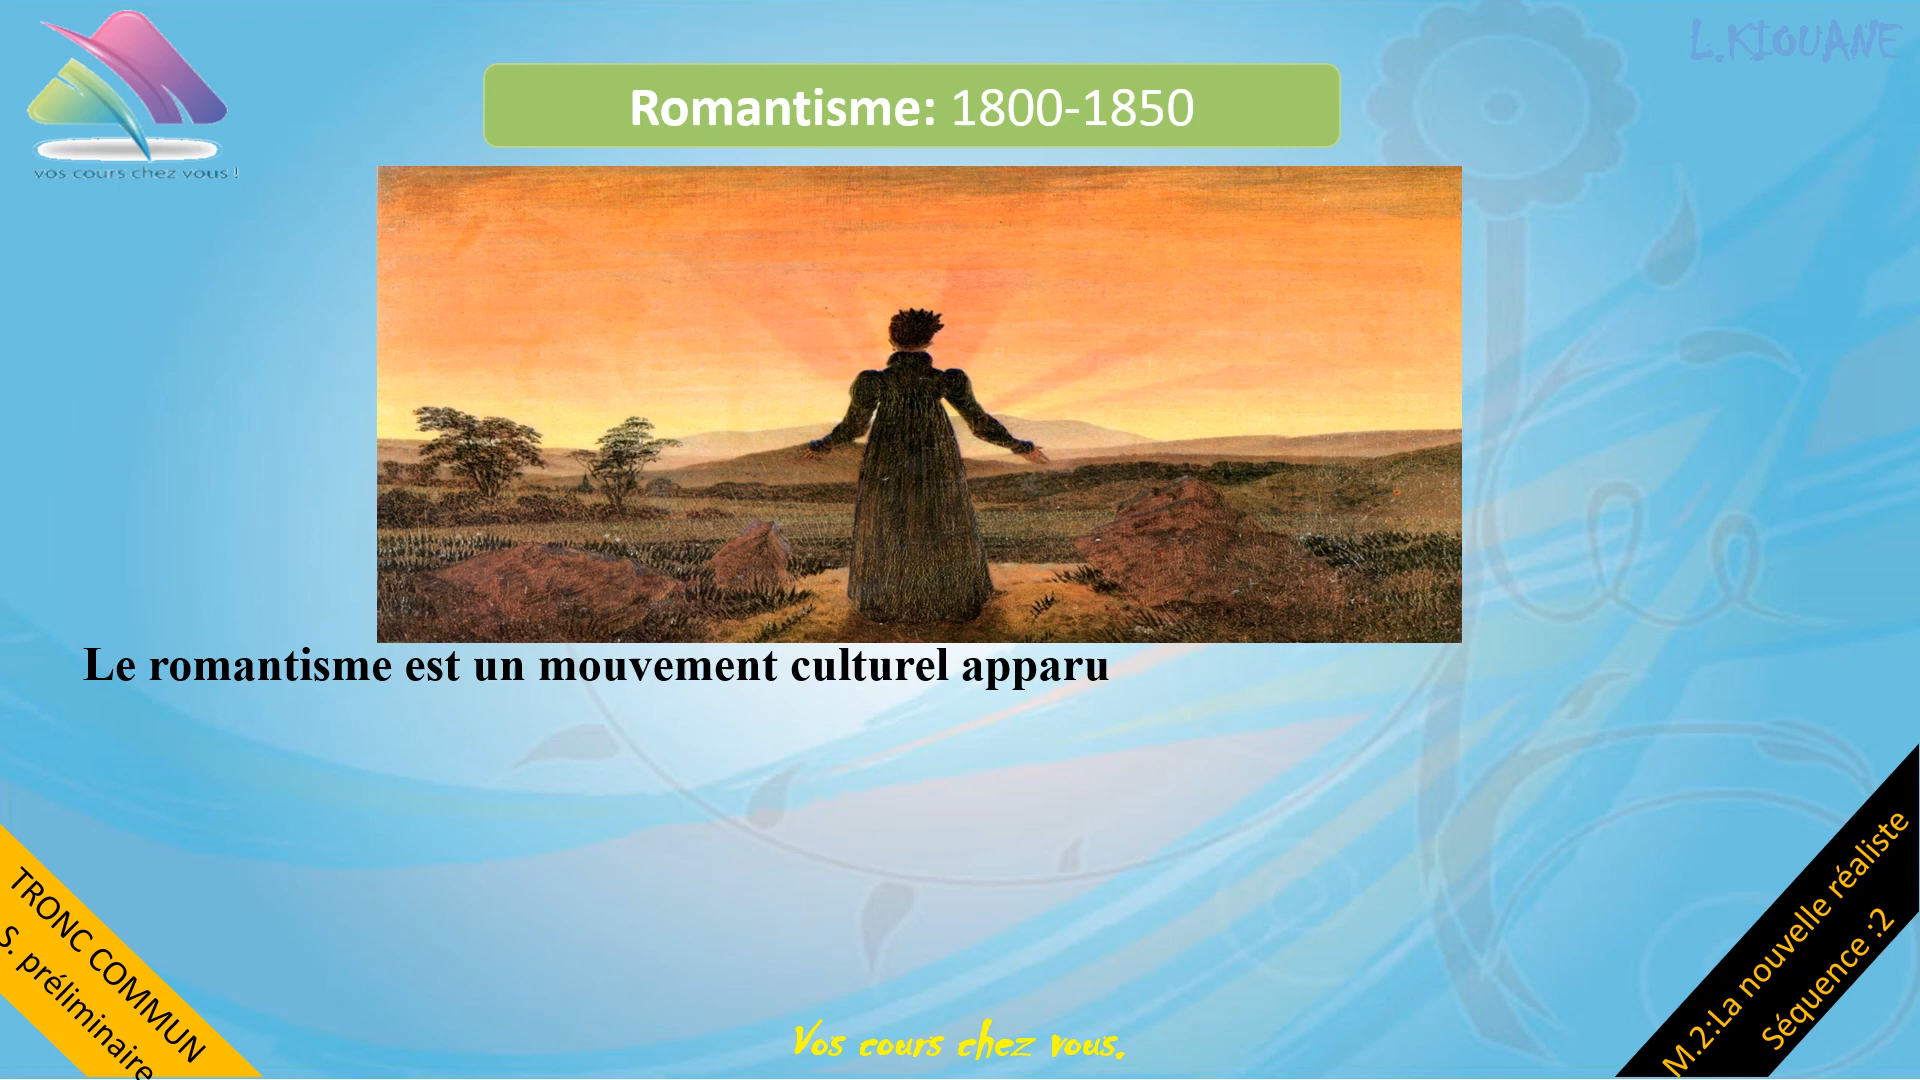 L.KIOUANE
Romantisme: 1800-1850
vos cours chez vous !
Le romantisme est un mouvement culturel apparu
TRONC COMMUN
S. préliminaire
M.2:La nouvelle réaliste
Séquence :2
Vos cours chez vous.